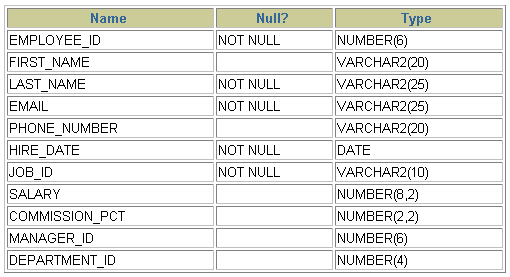 Name Null? Type
EMPLOYEE_ID NOT NULL NUMBER(6)
FIRST_NAME VARCHAR2(20)
LAST_NAME NOT NULL VARCHAR2(25)
EMAIL NOT NULL VARCHAR2(25)
PHONE_NUMBER VARCHAR2(20)
HIRE_DATE NOT NULL DATE
JOB_ID NOT NULL VARCHAR2(10)
SALARY NUMBER(8,2)
COMMISSION_PCT NUMBER(2,2)
MANAGER_ID NUMBER(6)
DEPARTMENT_ID NUMBER(4)